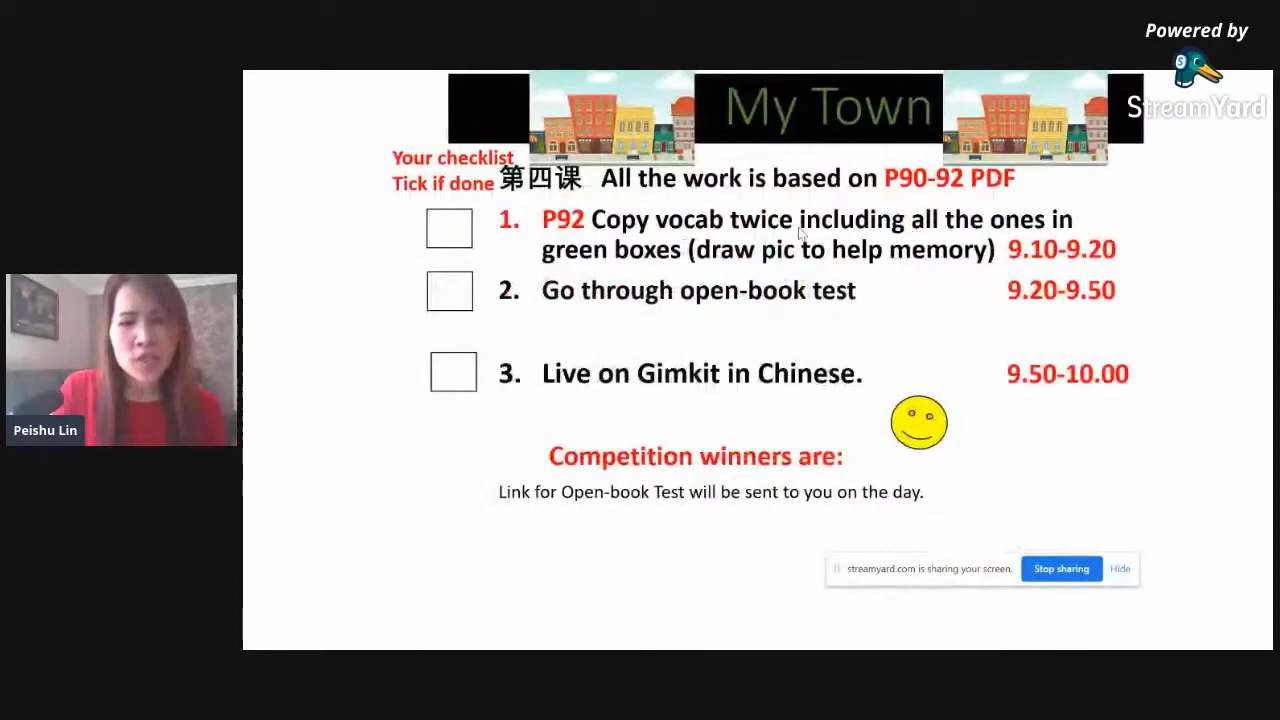 Powered by
StreamYard
My Town
Your checklist
Tick if done
第四课 All the work is based on P90-92 PDF
1. P92 Copy vocab twice including all the ones in
green boxes (draw pic to help memory) 9.10-9.20
2. Go through open-book test 9.20-9.50
3. Live on Gimkit in Chinese. 9.50-10.00
Competition winners are:
Link for Open-book Test will be sent to you on the day.
streamyard.com is sharing your screen. Stop sharing Hide
Peishu Lin